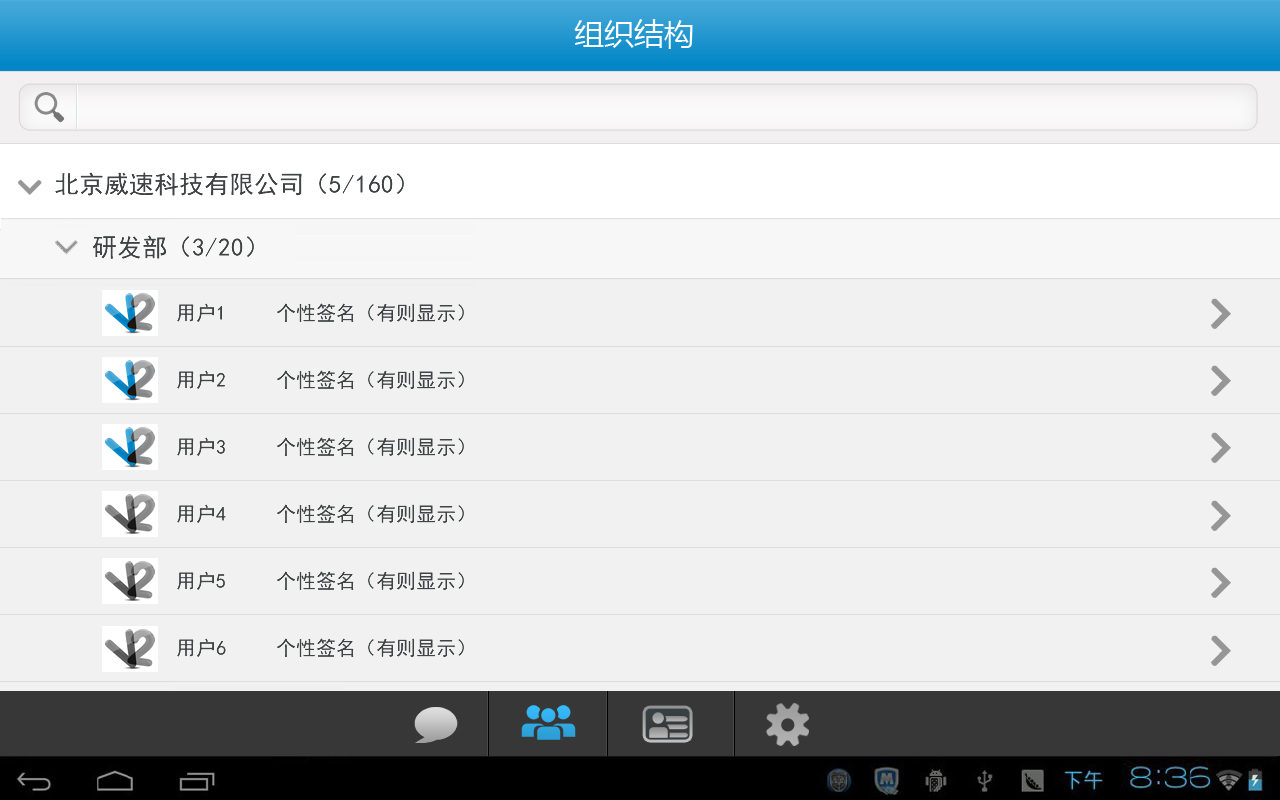 组织结构
北京威速科技有限公司（5/160）
研发部（3/20）
用户1 个性签名（有则显示）
用户2 个性签名（有则显示）
用户3 个性签名（有则显示）
用户4 个性签名（有则显示）
用户5 个性签名（有则显示）
用户6 个性签名（有则显示）
下午 8:36